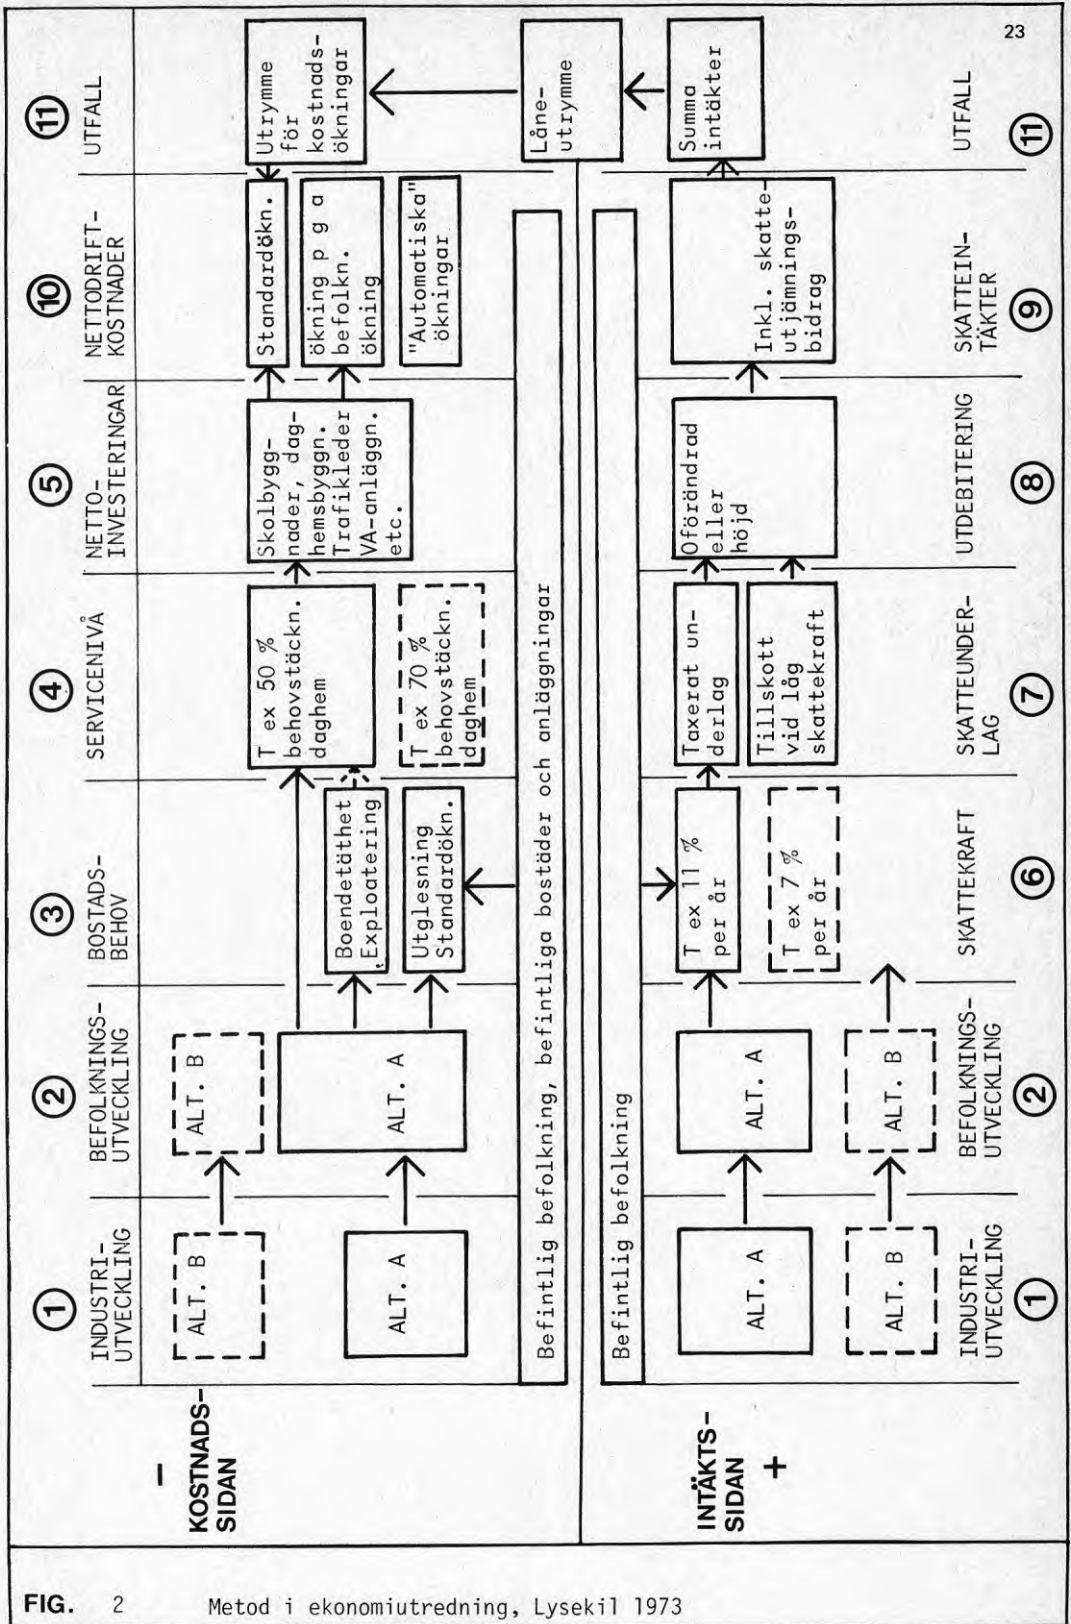 23
① ② ③ ④ ⑤ ⑩ ⑪
INDUSTRI-
UTVECKLING
BEFOLKNINGS-
UTVECKLING
BOSTADS-
BEHOV
SERVICENIVÅ
NETTO-
INVESTERINGAR
NETTODRIFT-
KOSTNADER
UTFALL
−
KOSTNADS-
SIDAN
ALT. B
ALT. A
ALT. B
ALT. A
Boendetäthet
Exploatering
Utglesning
Standardökn.
T ex 50 %
behovstäckn.
daghem
T ex 70 %
behovstäckn.
daghem
Skolbygg-
nader, dag-
hemsbyggn.
Trafikleder
VA-anläggn.
etc.
Standardökn.
ökning p g a
befolkn.
ökning
"Automatiska"
ökningar
Utrymme
för
kostnads-
ökningar
Låne-
utrymme
Befintlig befolkning, befintliga bostäder och anläggningar
Befintlig befolkning
INTÄKTS-
SIDAN
+
ALT. A
ALT. B
ALT. A
ALT. B
T ex 11 %
per år
T ex 7 %
per år
Taxerat un-
derlag
Tillskott
vid låg
skattekraft
Oförändrad
eller
höjd
Inkl. skatte-
utjämnings-
bidrag
Summa
intäkter
INDUSTRI-
UTVECKLING
BEFOLKNINGS-
UTVECKLING
SKATTEKRAFT
SKATTEUNDER-
LAG
UTDEBITERING
SKATTEIN-
TÄKTER
UTFALL
① ② ⑥ ⑦ ⑧ ⑨ ⑪
FIG. 2 Metod i ekonomiutredning, Lysekil 1973